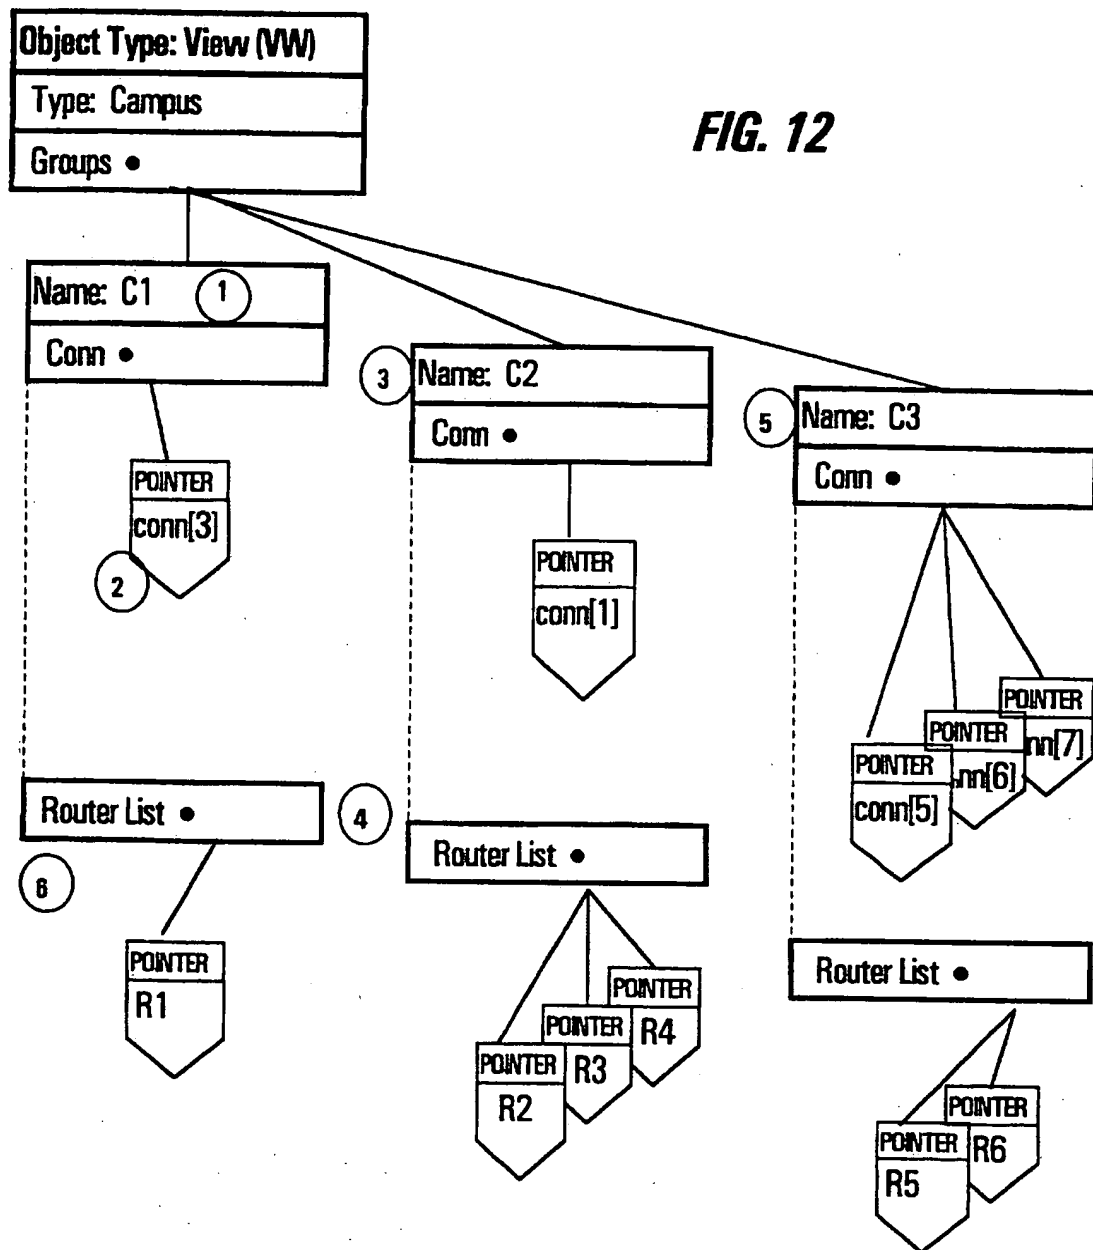 Object Type: View (VW)
Type: Campus
Groups •
FIG. 12
Name: C1
1
Conn •
3
Name: C2
Conn •
5
Name: C3
Conn •
POINTER
conn[3]
2
POINTER
conn[1]
POINTER
nn[7]
POINTER
nn[6]
POINTER
conn[5]
Router List •
4
Router List •
6
Router List •
POINTER
R1
POINTER
R4
POINTER
R3
POINTER
R2
POINTER
R6
POINTER
R5